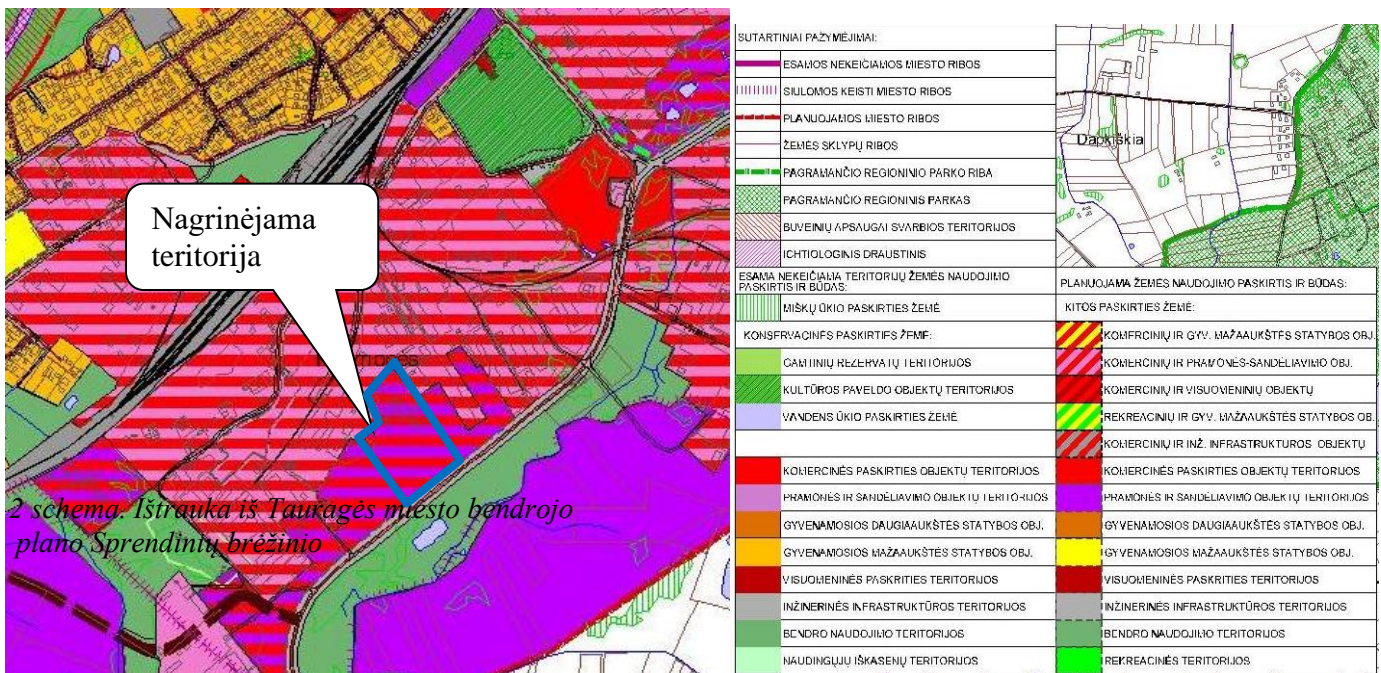 Nagrinėjama
teritorija
2 schema. Ištrauka iš Tauragės miesto bendrojo
plano Sprendinių brėžinio
SUTARTINIAI PAŽYMĖJIMAI:
ESAMOS NEKEIČIAMOS MIESTO RIBOS
SIULOMOS KEISTI MIESTO RIBOS
PLANUOJAMOS MIESTO RIBOS
ŽEMĖS SKLYPŲ RIBOS
PAGRAMANČIO REGIONINIO PARKO RIBA
PAGRAMANČIO REGIONINIS PARKAS
BUVEINIŲ APSAUGAI SVARBIOS TERITORIJOS
ICHTIOLOGINIS DRAUSTINIS
Dapkiškia
ESAMA NEKEIČIAMA TERITORIJŲ ŽEMĖS NAUDOJIMO
PASKIRTIS IR BŪDAS:
MIŠKŲ ŪKIO PASKIRTIES ŽEMĖ
KONSERVACINĖS PASKIRTIES ŽEMĖ:
GAMTINIŲ REZERVATŲ TERITORIJOS
KULTŪROS PAVELDO OBJEKTŲ TERITORIJOS
VANDENS ŪKIO PASKIRTIES ŽEMĖ
KOMERCINĖS PASKIRTIES OBJEKTŲ TERITORIJOS
PRAMONĖS IR SANDĖLIAVIMO OBJEKTŲ TERITORIJOS
GYVENAMOSIOS DAUGIAAUKŠTĖS STATYBOS OBJ.
GYVENAMOSIOS MAŽAAUKŠTĖS STATYBOS OBJ.
VISUOMENINĖS PASKRITIES TERITORIJOS
INŽINERINĖS INFRASTRUKTŪROS TERITORIJOS
BENDRO NAUDOJIMO TERITORIJOS
NAUDINGŲJŲ IŠKASENŲ TERITORIJOS
PLANUOJAMA ŽEMĖS NAUDOJIMO PASKIRTIS IR BŪDAS:
KITOS PASKIRTIES ŽEMĖ:
KOMERCINIŲ IR GYV. MAŽAAUKŠTĖS STATYBOS OBJ.
KOMERCINIŲ IR PRAMONĖS-SANDĖLIAVIMO OBJ.
KOMERCINIŲ IR VISUOMENINIŲ OBJEKTŲ
REKREACINIŲ IR GYV. MAŽAAUKŠTĖS STATYBOS OB.
KOMERCINIŲ IR INŽ. INFRASTRUKTŪROS OBJEKTŲ
KOMERCINĖS PASKIRTIES OBJEKTŲ TERITORIJOS
PRAMONĖS IR SANDĖLIAVIMO OBJEKTŲ TERITORIJOS
GYVENAMOSIOS DAUGIAAUKŠTĖS STATYBOS OBJ.
GYVENAMOSIOS MAŽAAUKŠTĖS STATYBOS OBJ.
VISUOMENINĖS PASKRITIES TERITORIJOS
INŽINERINĖS INFRASTRUKTŪROS TERITORIJOS
BENDRO NAUDOJIMO TERITORIJOS
REKREACINĖS TERITORIJOS